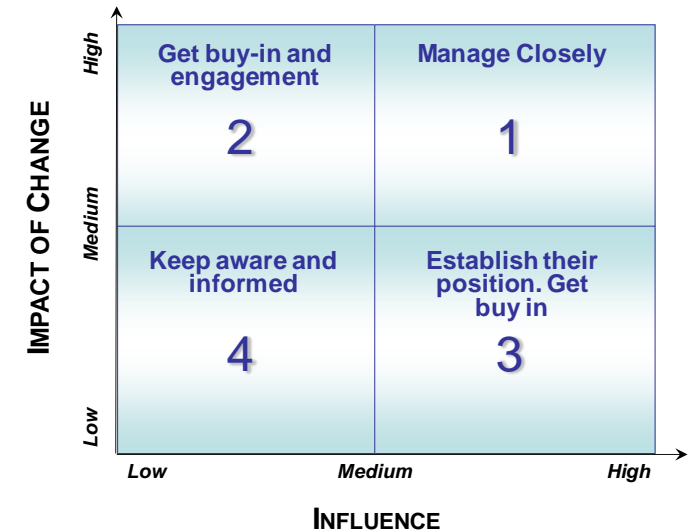 High
Get buy-in and
engagement
2
Manage Closely
1
IMPACT OF CHANGE
Medium
Keep aware and
informed
4
Establish their
position. Get
buy in
3
Low
Low
Medium
High
INFLUENCE